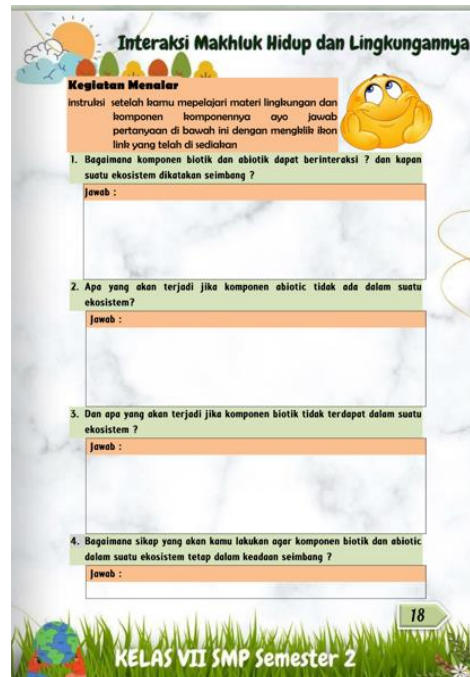 Interaksi Makhluk Hidup dan Lingkungannya
Kegiatan Menalar
instruksi setelah kamu mepelajari materi lingkungan dan
komponen komponennya ayo jawab
pertanyaan di bawah ini dengan mengklik ikon
link yang telah di sediakan
1. Bagaimana komponen biotik dan abiotik dapat berinteraksi ? dan kapan
suatu ekosistem dikatakan seimbang ?
Jawab :
2. Apa yang akan terjadi jika komponen abiotic tidak ada dalam suatu
ekosistem?
Jawab :
3. Dan apa yang akan terjadi jika komponen biotik tidak terdapat dalam suatu
ekosistem ?
Jawab :
4. Bagaimana sikap yang akan kamu lakukan agar komponen biotik dan abiotic
dalam suatu ekosistem tetap dalam keadaan seimbang ?
Jawab :
18
KELAS VII SMP Semester 2